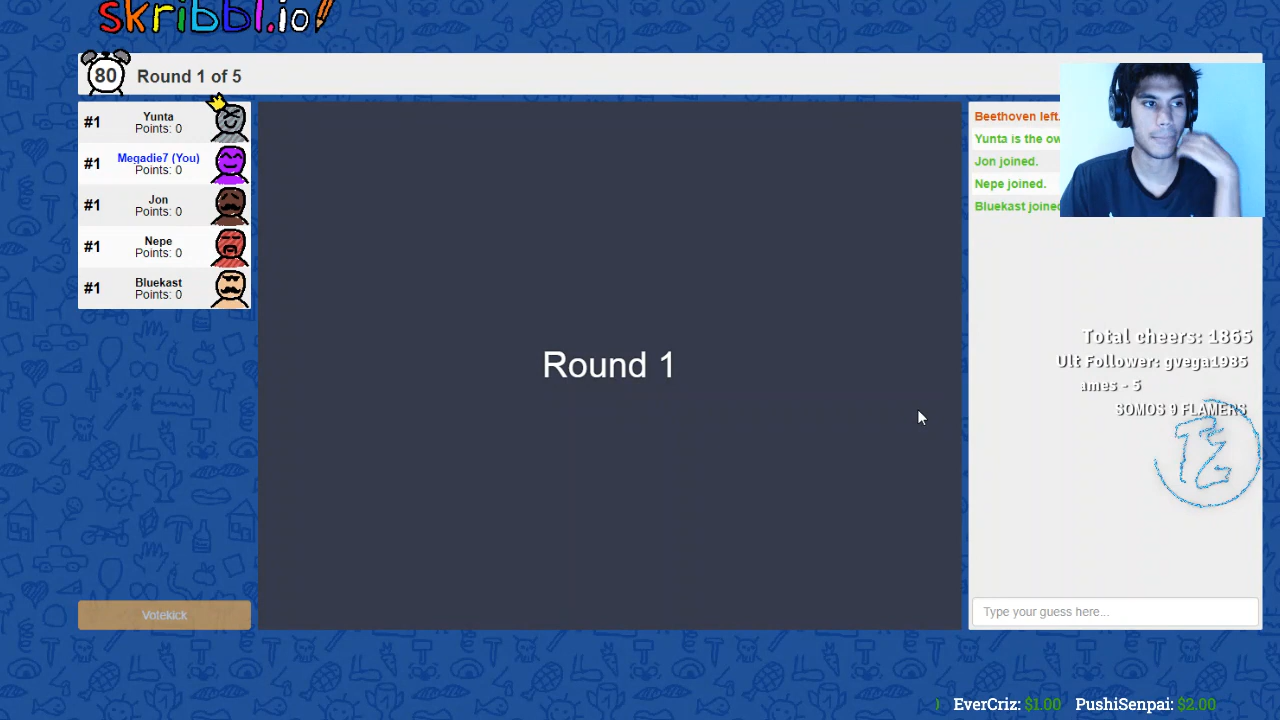 skribbl.io
80
Round 1 of 5
#1 Yunta
Points: 0
#1 Megadie7 (You)
Points: 0
#1 Jon
Points: 0
#1 Nepe
Points: 0
#1 Bluekast
Points: 0
Votekick
Round 1
Beethoven left.
Yunta is the ow
Jon joined.
Nepe joined.
Bluekast joined
Total cheers: 1865
Ult Follower: gvega1985
ames - 5
SOMOS 9 FLAMERS
Type your guess here...
) EverCriz: $1.00 PushiSenpai: $2.00